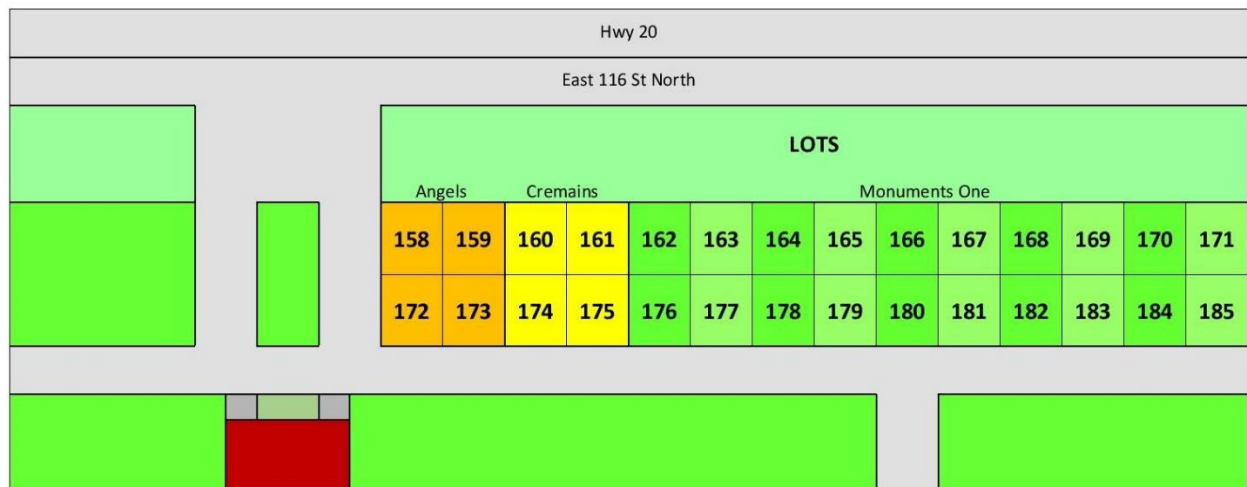 Hwy 20
East 116 St North
LOTS
Angels Cremains Monuments One
158 159 160 161 162 163 164 165 166 167 168 169 170 171
172 173 174 175 176 177 178 179 180 181 182 183 184 185